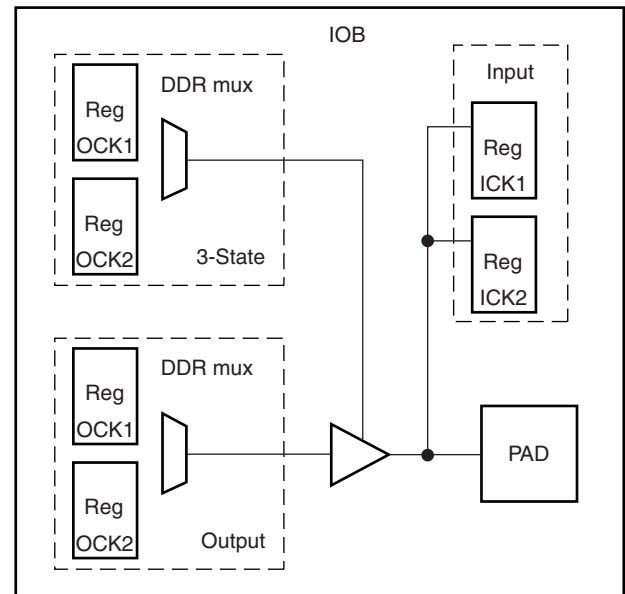 IOB
DDR mux
Reg
OCK1
Reg
OCK2
3-State
Input
Reg
ICK1
Reg
ICK2
DDR mux
Reg
OCK1
Reg
OCK2
Output
PAD